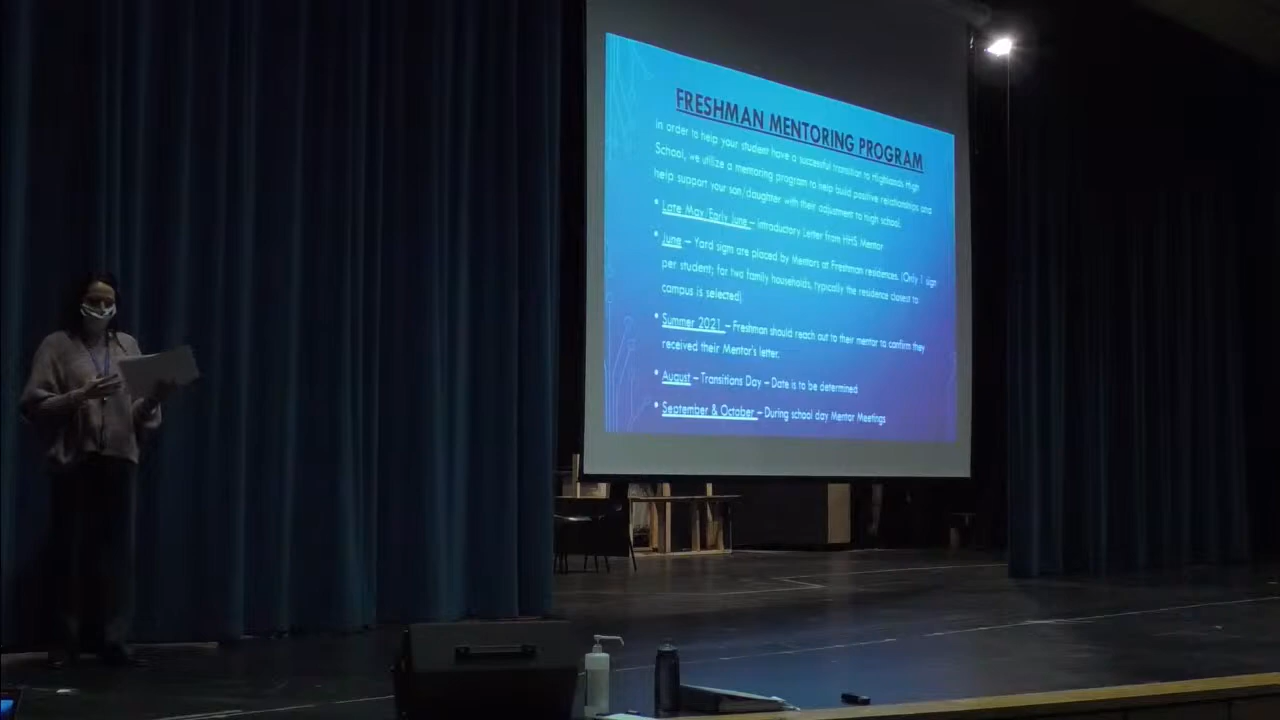 FRESHMAN MENTORING PROGRAM
In order to help your student have a successful transition to Highlands High
School, we utilize a mentoring program to help build positive relationships and
help support your son/daughter with their adjustment to high school.
• Late May/Early June – Introductory Letter from HHS Mentor
• June – Yard signs are placed by Mentors at Freshman residences. (Only 1 sign
per student; for two family households, typically the residence closest to
campus is selected)
• Summer 2021 – Freshman should reach out to their mentor to confirm they
received their Mentor's letter.
• August – Transitions Day – Date is to be determined
• September & October – During school day Mentor Meetings